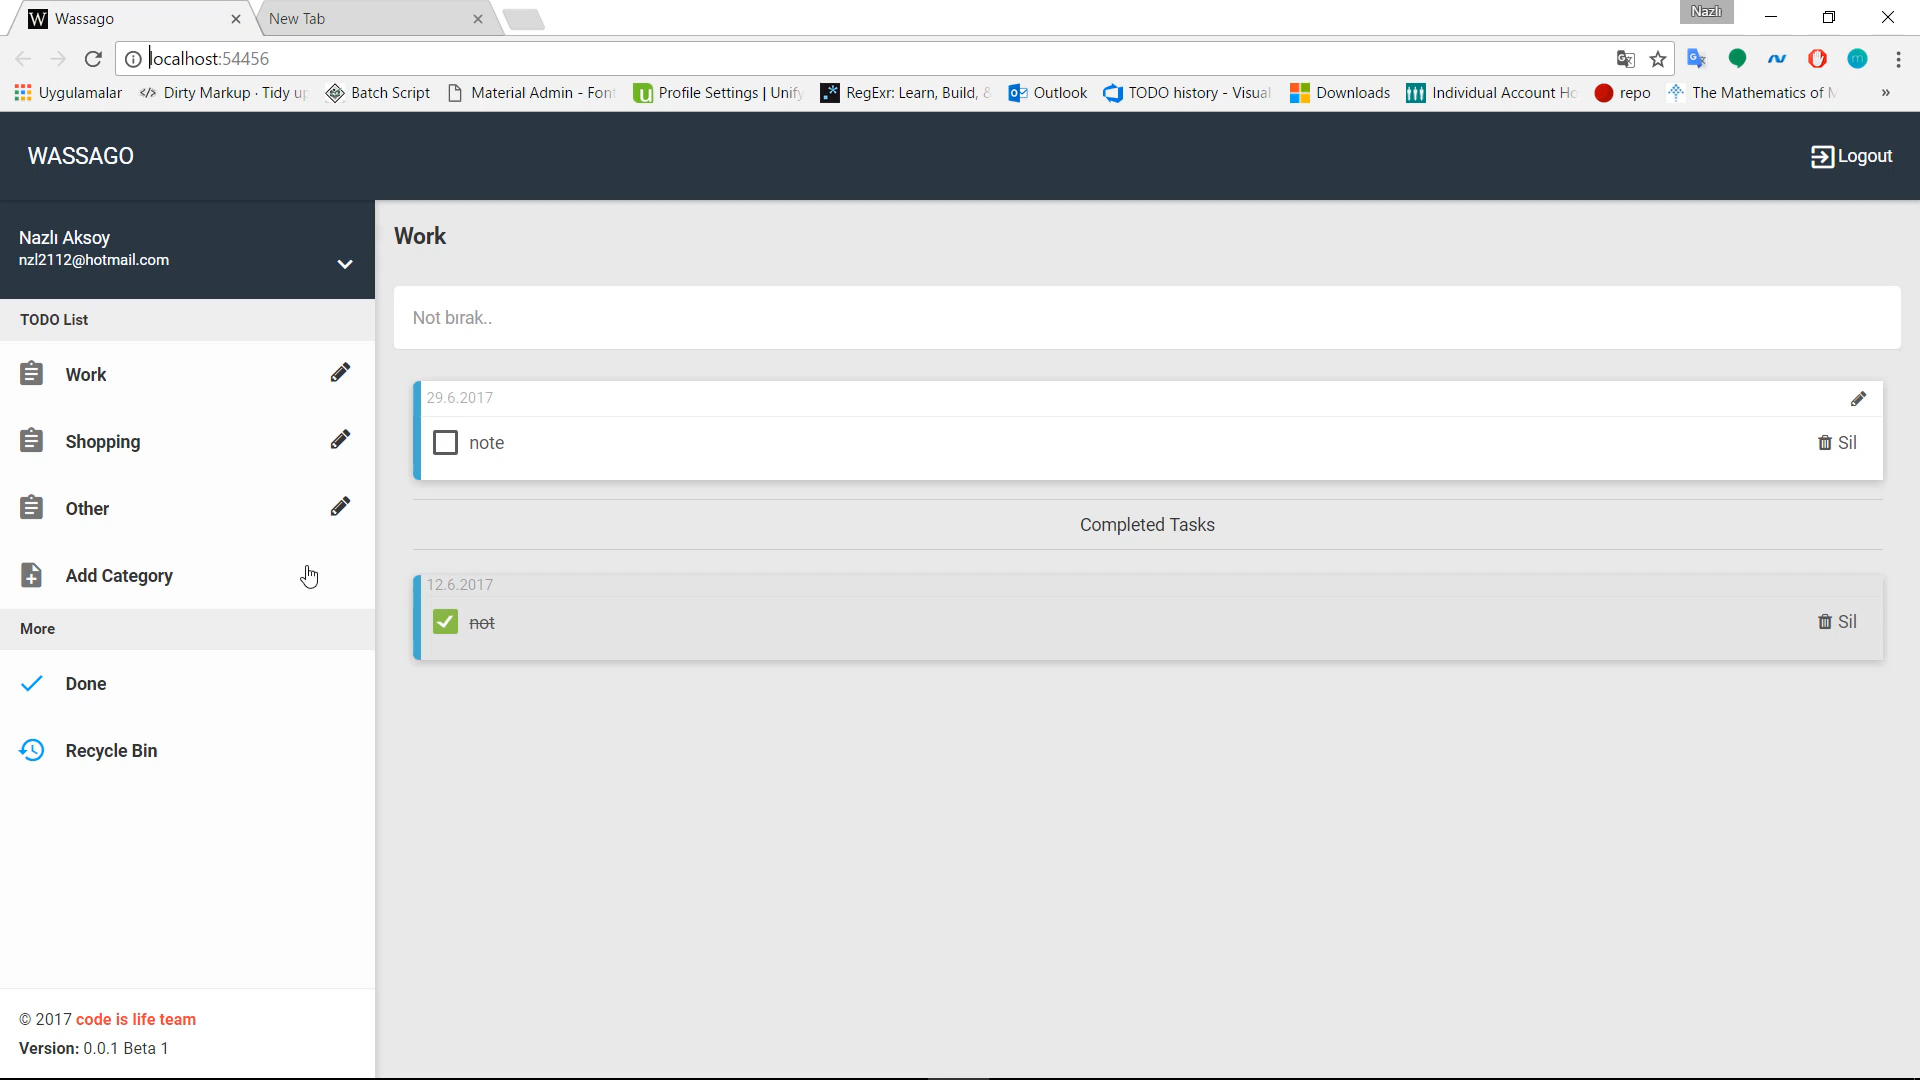 Wassago
New Tab
Nazlı
localhost:54456
Uygulamalar
Dirty Markup · Tidy up
Batch Script
Material Admin - Font
Profile Settings | Unify
RegExr: Learn, Build, &
Outlook
TODO history - Visual
Downloads
Individual Account Ho
repo
The Mathematics of M
»
WASSAGO
Logout
Nazlı Aksoy
nzl2112@hotmail.com
TODO List
Work
Shopping
Other
Add Category
More
Done
Recycle Bin
© 2017 code is life team
Version: 0.0.1 Beta 1
Work
Not bırak..
29.6.2017
note
Sil
Completed Tasks
12.6.2017
not
Sil